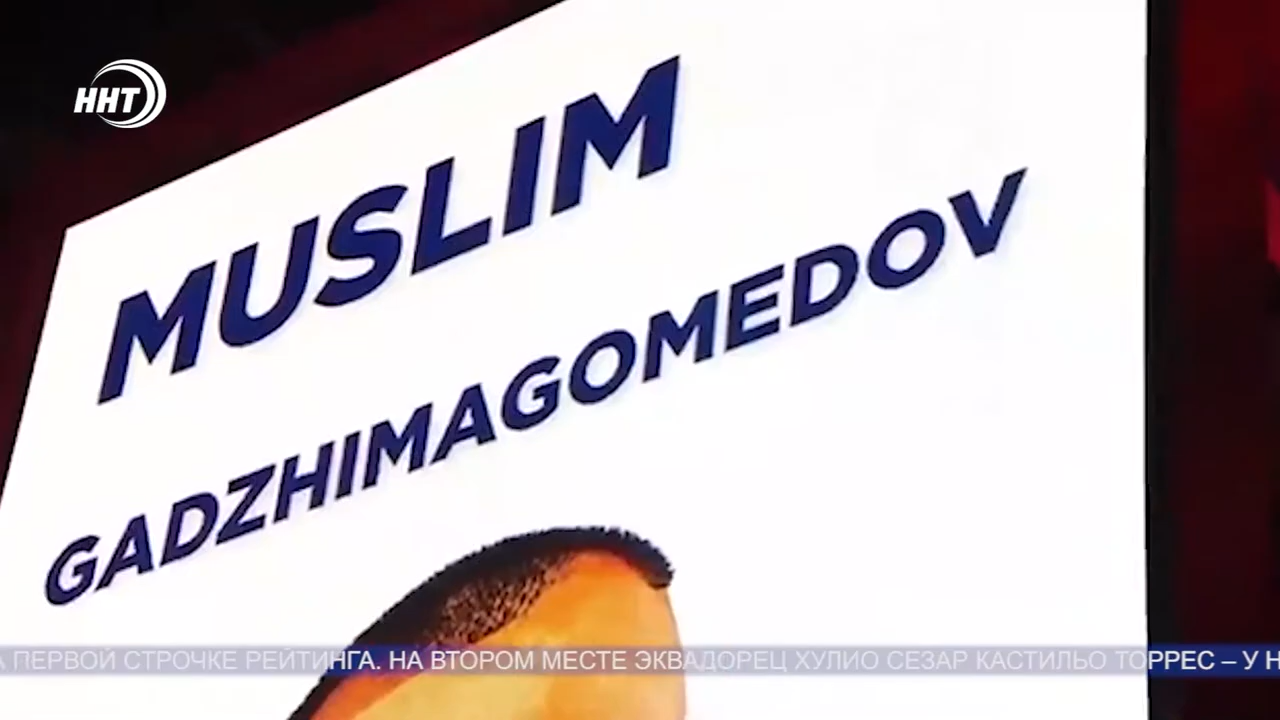 ННТ
MUSLIM
GADZHIMAGOMEDOV
А ПЕРВОЙ СТРОЧКЕ РЕЙТИНГА. НА ВТОРОМ МЕСТЕ ЭКВАДОРЕЦ ХУЛИО СЕЗАР КАСТИЛЬО ТОРРЕС – У Н